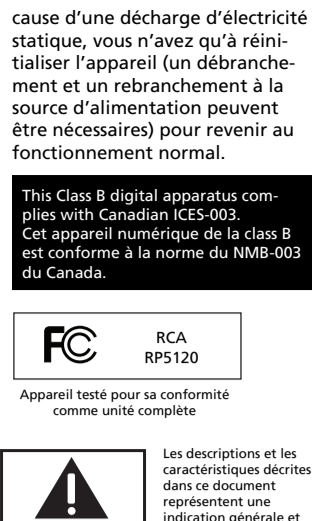 cause d'une décharge d'électricité
statique, vous n'avez qu'à réini-
tialiser l'appareil (un débranche-
ment et un rebranchement à la
source d'alimentation peuvent
être nécessaires) pour revenir au
fonctionnement normal.
This Class B digital apparatus com-
plies with Canadian ICES-003.
Cet appareil numérique de la class B
est conforme à la norme du NMB-003
du Canada.
FC
RCA
RP5120
Appareil testé pour sa conformité
comme unité complète
Les descriptions et les
caractéristiques décrites
dans ce document
représentent une
indication générale et